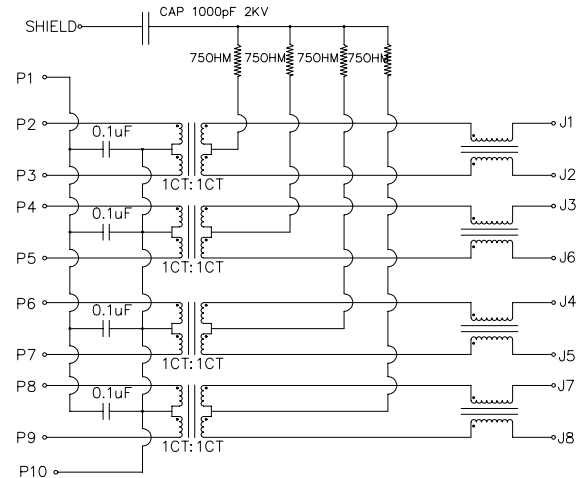 CAP 1000pF 2KV
SHIELD
75OHM 75OHM 75OHM 75OHM
P1
P2 J1
0.1uF
P3 J2
1CT:1CT
P4 J3
0.1uF
P5 J6
1CT:1CT
P6 J4
0.1uF
P7 J5
1CT:1CT
P8 J7
0.1uF
P9 J8
1CT:1CT
P10